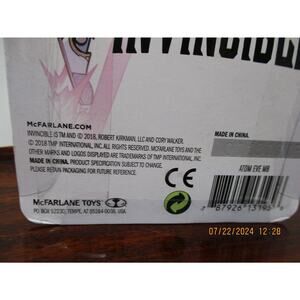 INVINCIBLE
McFARLANE.COM
INVINCIBLE IS TM AND © 2018, ROBERT KIRKMAN, LLC AND CORY WALKER.
© 2018 TMP INTERNATIONAL, INC. ALL RIGHTS RESERVED. McFARLANE TOYS AND THE
OTHER MARKS AND LOGOS DISPLAYED ARE TRADEMARKS OF TMP INTERNATIONAL, INC.
MADE IN CHINA. PRODUCT SPECIFICATION SUBJECT TO CHANGE.
PLEASE RETAIN PACKAGING FOR FUTURE REFERENCE.
McFARLANE TOYS
PO BOX 12230, TEMPE, AZ 85284-0038, USA
CE
MADE IN CHINA.
ATOM EVE MB
87926 13195
07/22/2024 12:28